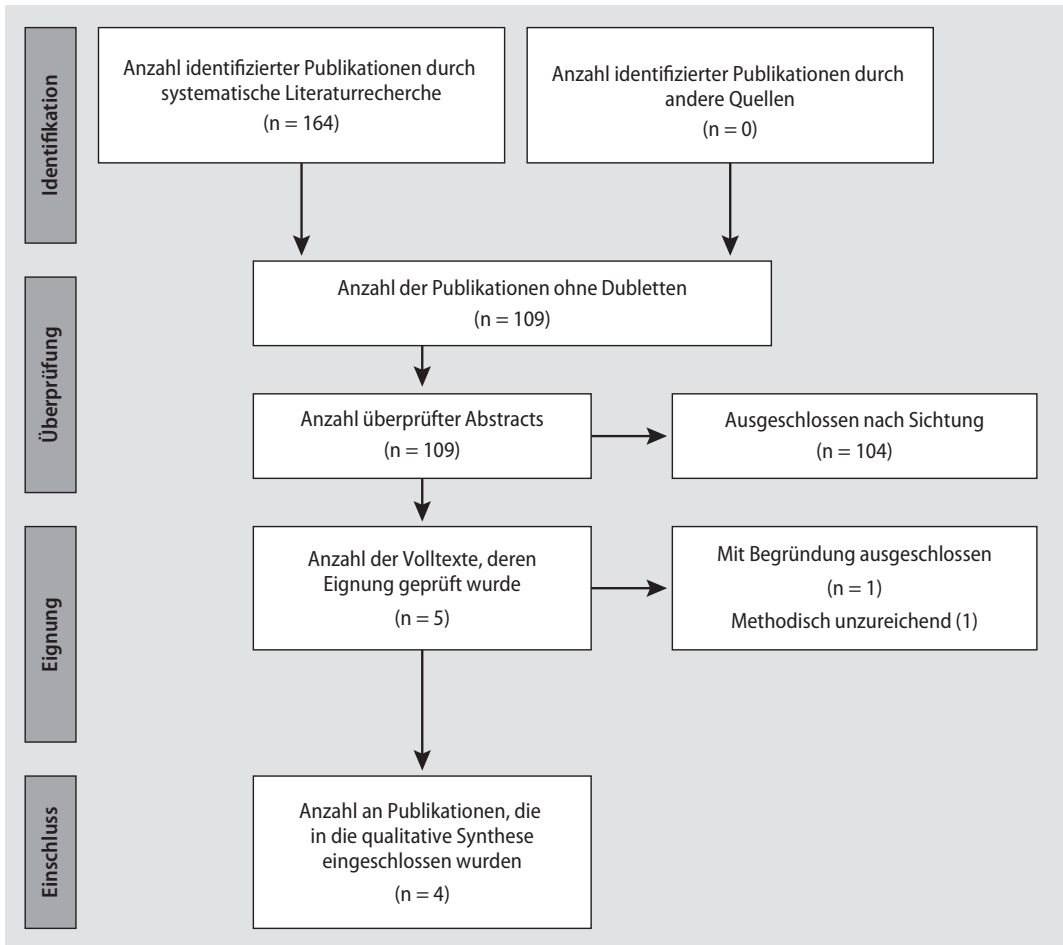 Identifikation
Anzahl identifizierter Publikationen durch
systematische Literaturrecherche
(n = 164)
Anzahl identifizierter Publikationen durch
andere Quellen
(n = 0)
Überprüfung
Anzahl der Publikationen ohne Dubletten
(n = 109)
Anzahl überprüfter Abstracts
(n = 109)
Ausgeschlossen nach Sichtung
(n = 104)
Eignung
Anzahl der Volltexte, deren
Eignung geprüft wurde
(n = 5)
Mit Begründung ausgeschlossen
(n = 1)
Methodisch unzureichend (1)
Einschluss
Anzahl an Publikationen, die
in die qualitative Synthese
eingeschlossen wurden
(n = 4)